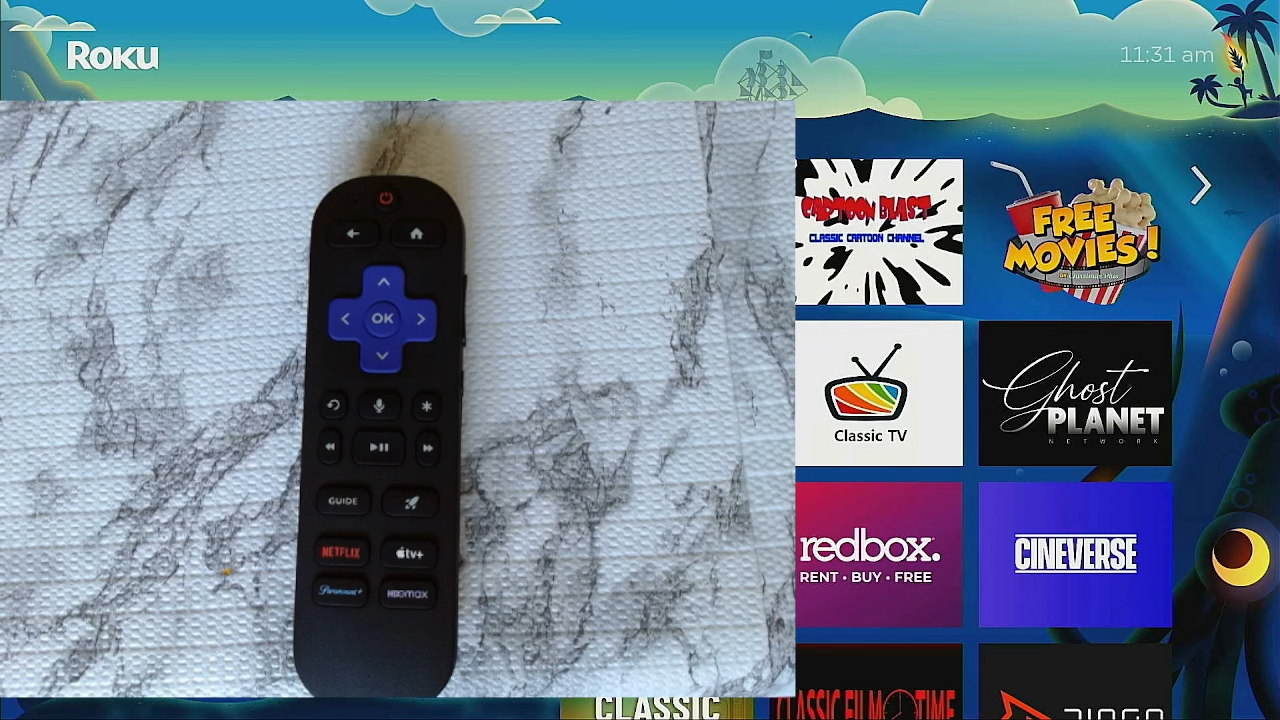 Roku
11:31 am
CARTOON BLAST
CLASSIC CARTOON CHANNEL
FREE
MOVIES!
OK
Classic TV
Ghost
PLANET
NETWORK
GUIDE
NETFLIX
tv+
Paramount+
HBOMAX
redbox.
RENT • BUY • FREE
CINEVERSE
CLASSIC
CLASSIC FILM TIME